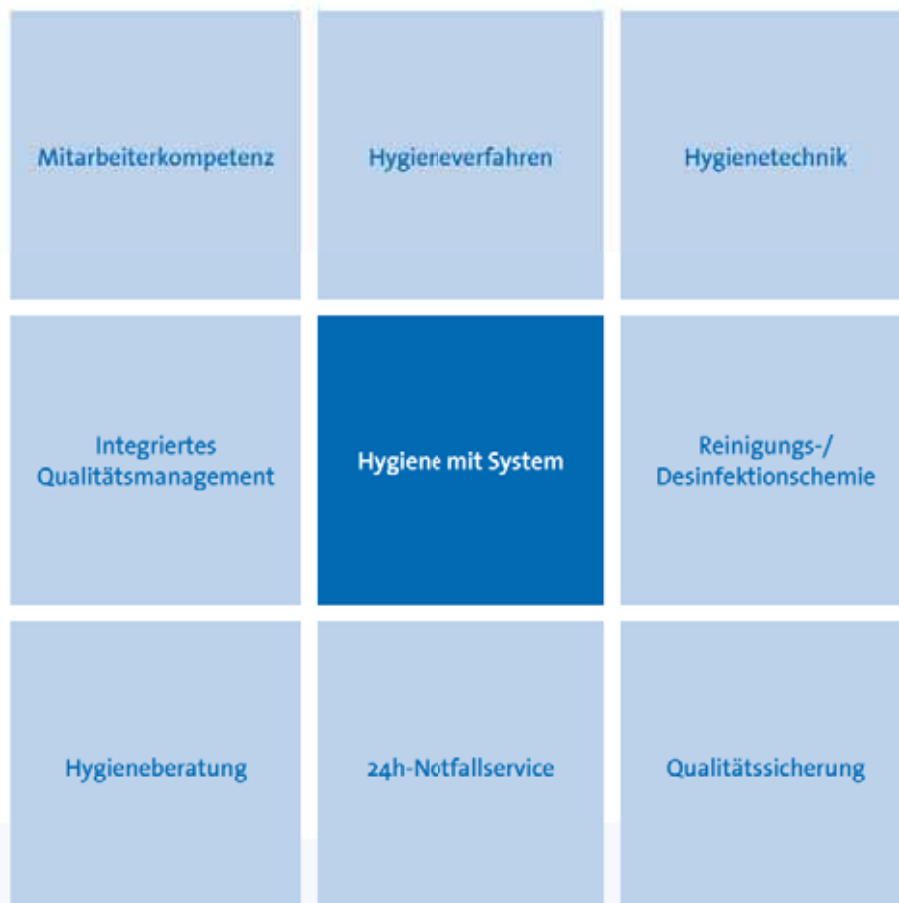 Mitarbeiterkompetenz
Hygieneverfahren
Hygienetechnik
Integriertes
Qualitätsmanagement
Hygiene mit System
Reinigungs-/
Desinfektionschemie
Hygieneberatung
24h-Notfallservice
Qualitätssicherung